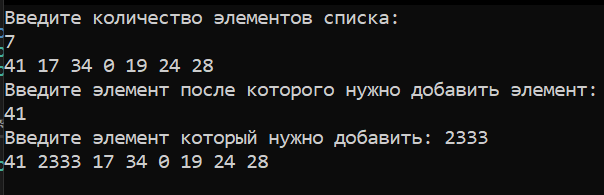 Введите количество элементов списка:
7
41 17 34 0 19 24 28
Введите элемент после которого нужно добавить элемент:
41
Введите элемент который нужно добавить: 2333
41 2333 17 34 0 19 24 28